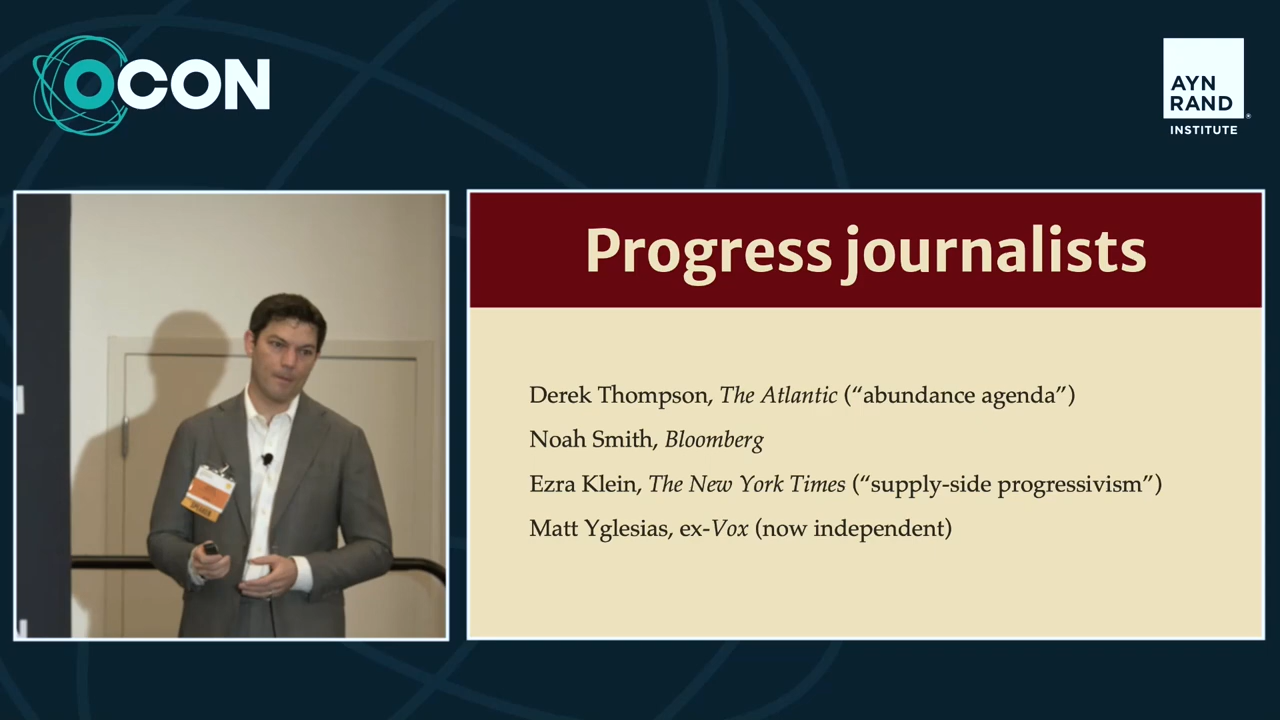 OCON
AYN
RAND
INSTITUTE
Progress journalists
Derek Thompson, The Atlantic (“abundance agenda”)
Noah Smith, Bloomberg
Ezra Klein, The New York Times (“supply-side progressivism”)
Matt Yglesias, ex-Vox (now independent)
SPEAKER